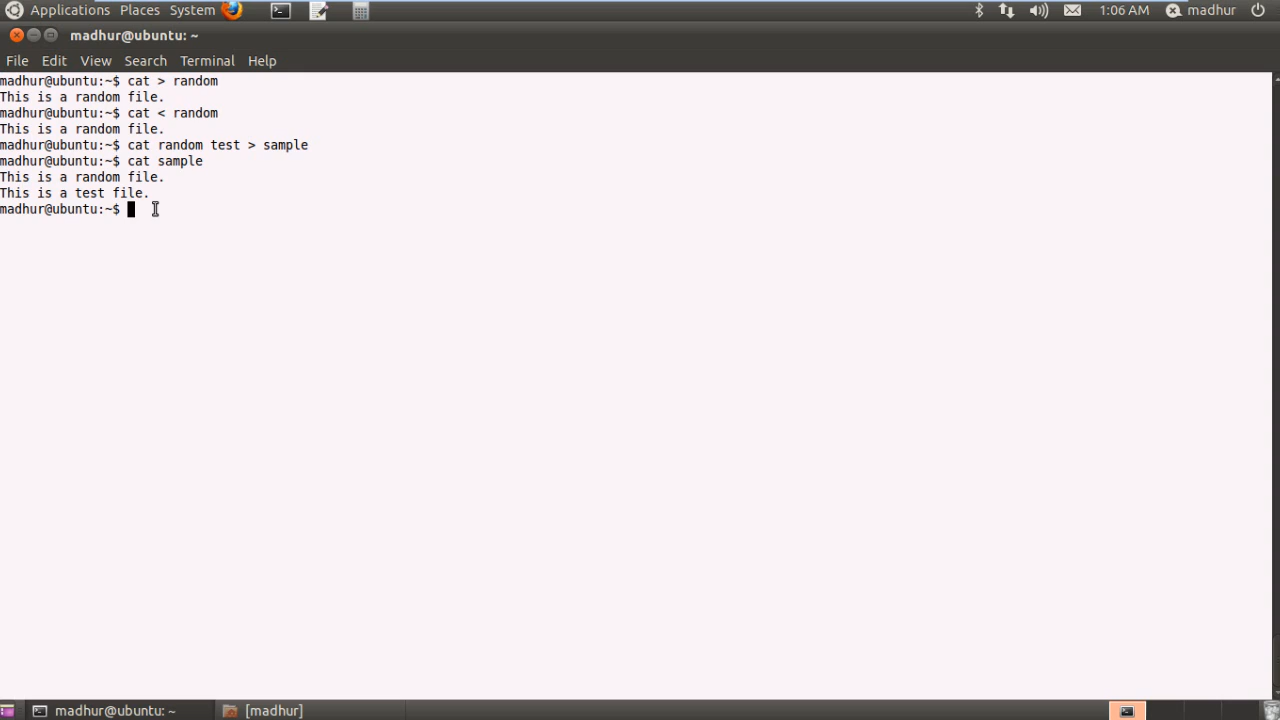 Applications Places System 1:06 AM madhur
madhur@ubuntu: ~
File Edit View Search Terminal Help
madhur@ubuntu:~$ cat > random
This is a random file.
madhur@ubuntu:~$ cat < random
This is a random file.
madhur@ubuntu:~$ cat random test > sample
madhur@ubuntu:~$ cat sample
This is a random file.
This is a test file.
madhur@ubuntu:~$
madhur@ubuntu: ~ [madhur]